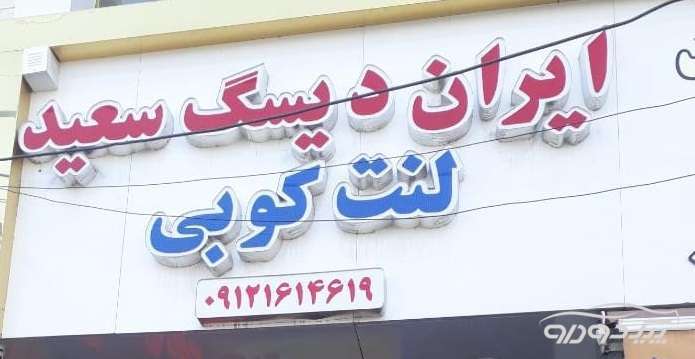 ایران دیسگ سعید
لنت کوبی
۰۹۱۲۱۶۱۴۶۱۹